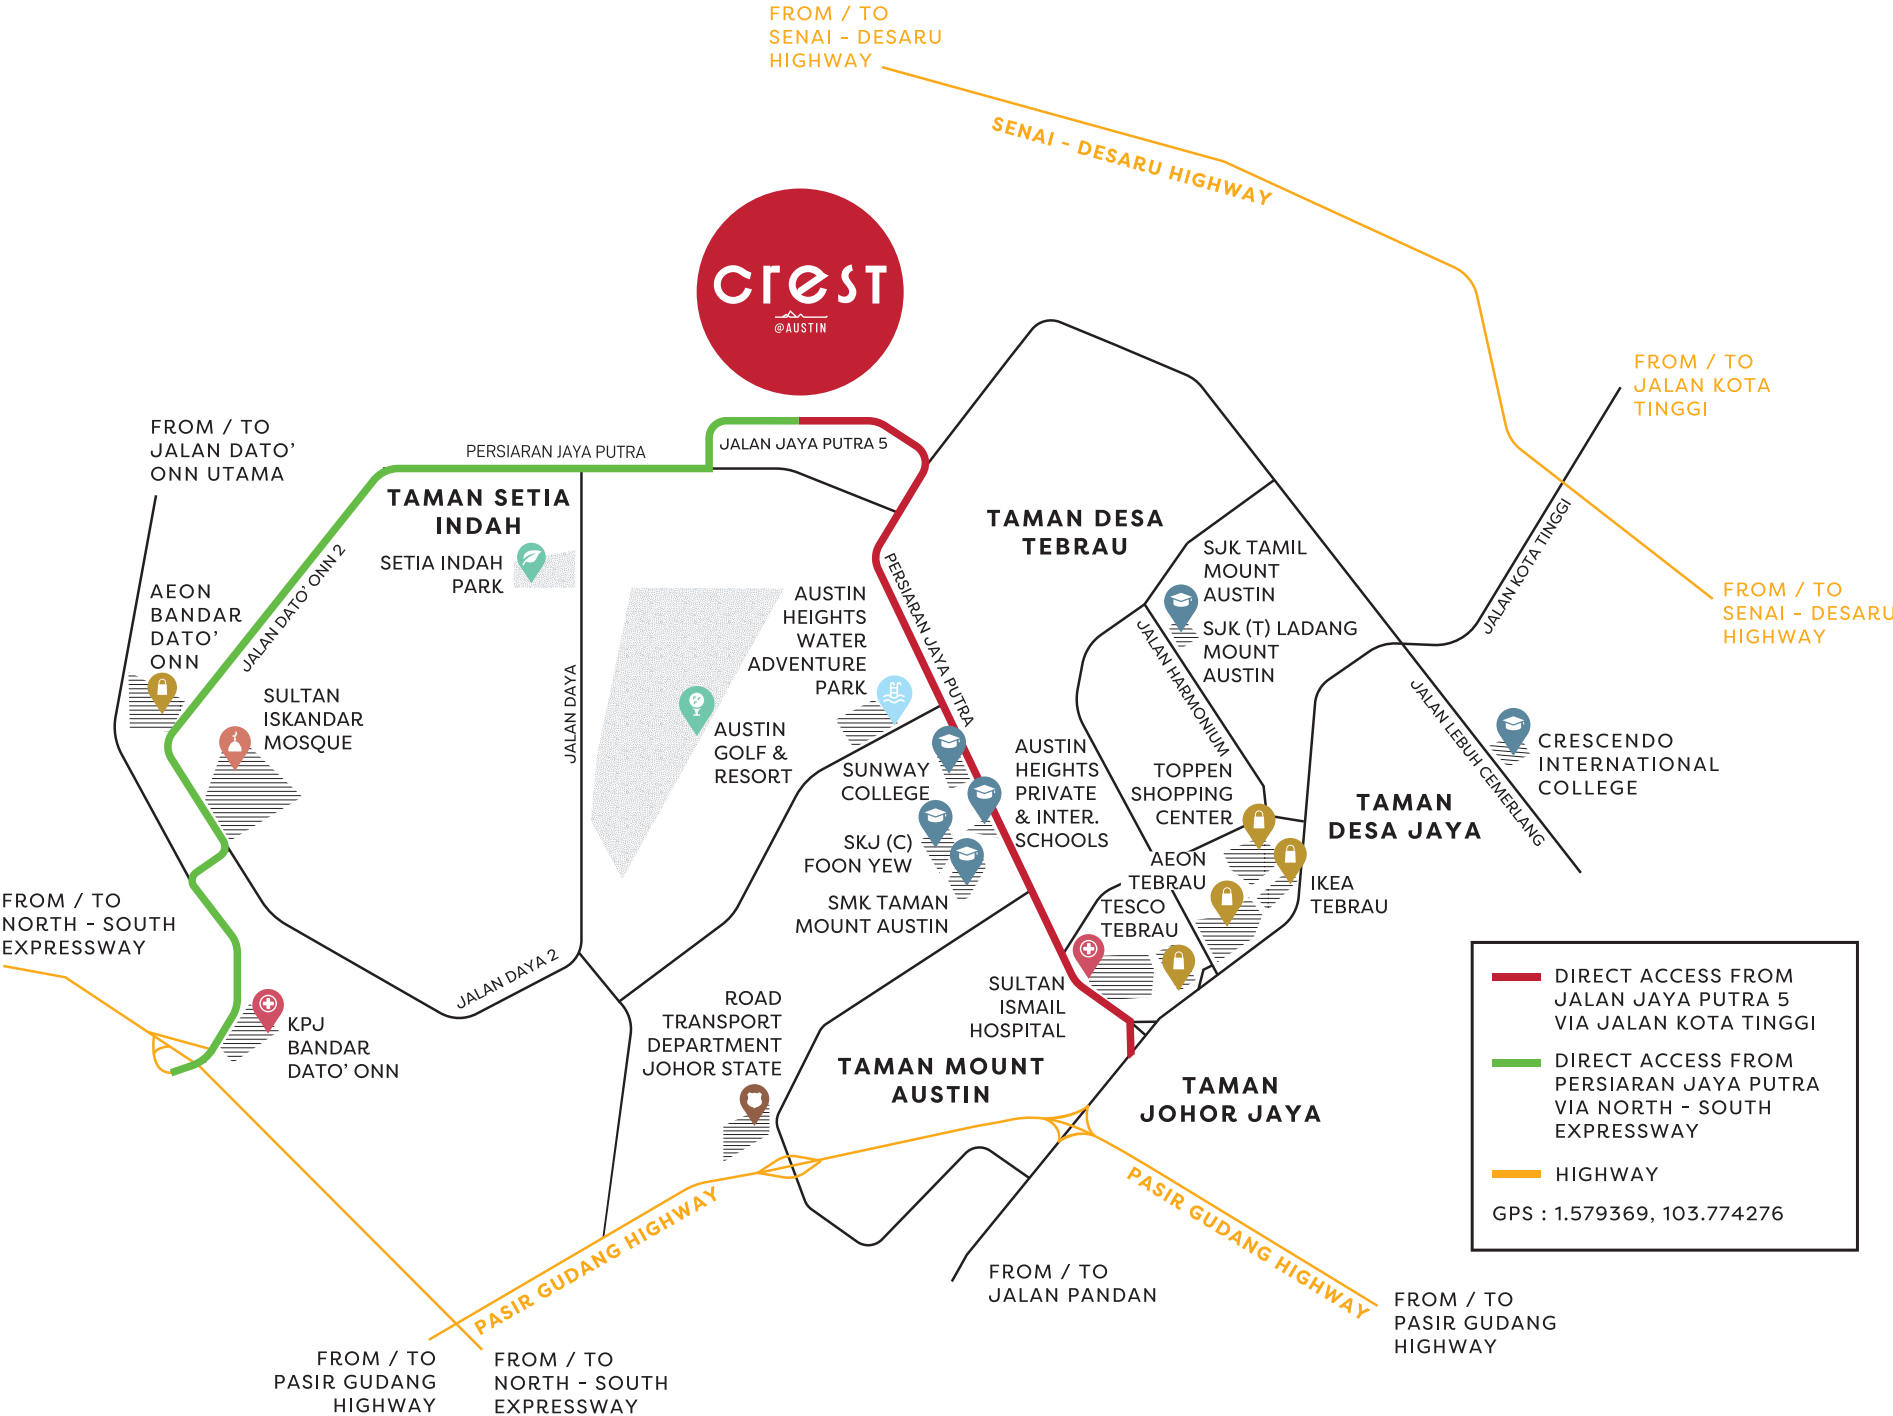 FROM / TO
SENAI - DESARU
HIGHWAY
SENAI - DESARU HIGHWAY
crest
@AUSTIN
FROM / TO
JALAN KOTA
TINGGI
FROM / TO
JALAN DATO'
ONN UTAMA
PERSIARAN JAYA PUTRA
JALAN JAYA PUTRA 5
TAMAN SETIA
INDAH
SETIA INDAH
PARK
TAMAN DESA
TEBRAU
JALAN KOTA TINGGI
FROM / TO
SENAI - DESARU
HIGHWAY
AEON
BANDAR
DATO'
ONN
JALAN DATO' ONN 2
SULTAN
ISKANDAR
MOSQUE
JALAN DAYA
AUSTIN
HEIGHTS
WATER
ADVENTURE
PARK
PERSIARAN JAYA PUTRA
SJK TAMIL
MOUNT
AUSTIN
SJK (T) LADANG
MOUNT
AUSTIN
JALAN HARMONIUM
JALAN LEBUH CEMERLANG
AUSTIN
GOLF &
RESORT
SUNWAY
COLLEGE
AUSTIN
HEIGHTS
PRIVATE
& INTER.
SCHOOLS
TOPPEN
SHOPPING
CENTER
TAMAN
DESA JAYA
CRESCENDO
INTERNATIONAL
COLLEGE
SKJ (C)
FOON YEW
SMK TAMAN
MOUNT AUSTIN
AEON
TEBRAU
TESCO
TEBRAU
IKEA
TEBRAU
FROM / TO
NORTH - SOUTH
EXPRESSWAY
JALAN DAYA 2
KPJ
BANDAR
DATO' ONN
ROAD
TRANSPORT
DEPARTMENT
JOHOR STATE
SULTAN
ISMAIL
HOSPITAL
TAMAN MOUNT
AUSTIN
TAMAN
JOHOR JAYA
DIRECT ACCESS FROM
JALAN JAYA PUTRA 5
VIA JALAN KOTA TINGGI
DIRECT ACCESS FROM
PERSIARAN JAYA PUTRA
VIA NORTH - SOUTH
EXPRESSWAY
HIGHWAY
GPS : 1.579369, 103.774276
PASIR GUDANG HIGHWAY
PASIR GUDANG HIGHWAY
FROM / TO
JALAN PANDAN
FROM / TO
PASIR GUDANG
HIGHWAY
FROM / TO
PASIR GUDANG
HIGHWAY
FROM / TO
NORTH - SOUTH
EXPRESSWAY